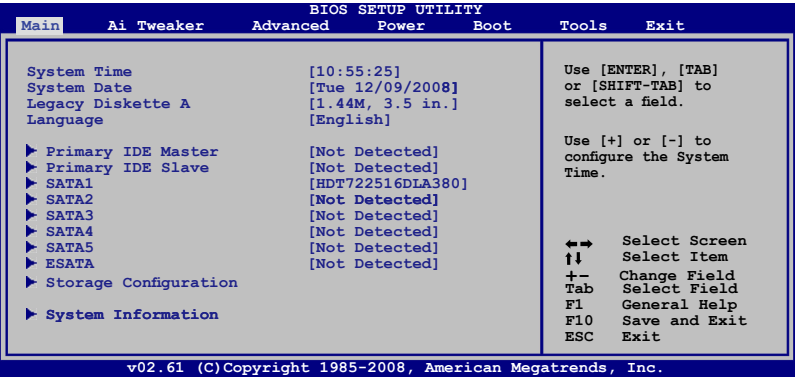 BIOS SETUP UTILITY
Main Ai Tweaker Advanced Power Boot Tools Exit
System Time [10:55:25]
System Date [Tue 12/09/2008]
Legacy Diskette A [1.44M, 3.5 in.]
Language [English]
Primary IDE Master [Not Detected]
Primary IDE Slave [Not Detected]
SATA1 [HDT722516DLA380]
SATA2 [Not Detected]
SATA3 [Not Detected]
SATA4 [Not Detected]
SATA5 [Not Detected]
ESATA [Not Detected]
Storage Configuration
System Information
Use [ENTER], [TAB]
or [SHIFT-TAB] to
select a field.
Use [+] or [-] to
configure the System
Time.
←→ Select Screen
↑↓ Select Item
+- Change Field
Tab Select Field
F1 General Help
F10 Save and Exit
ESC Exit
v02.61 (C)Copyright 1985-2008, American Megatrends, Inc.